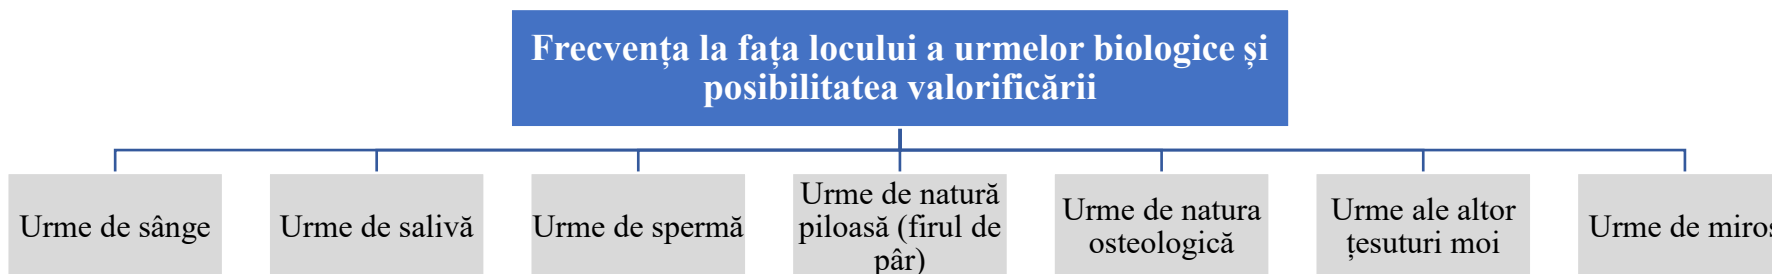 Frecvența la fața locului a urmelor biologice și
posibilitatea valorificării
Urme de sânge
Urme de salivă
Urme de spermă
Urme de natură
piloasă (firul de
păr)
Urme de natura
osteologică
Urme ale altor
țesuturi moi
Urme de miros